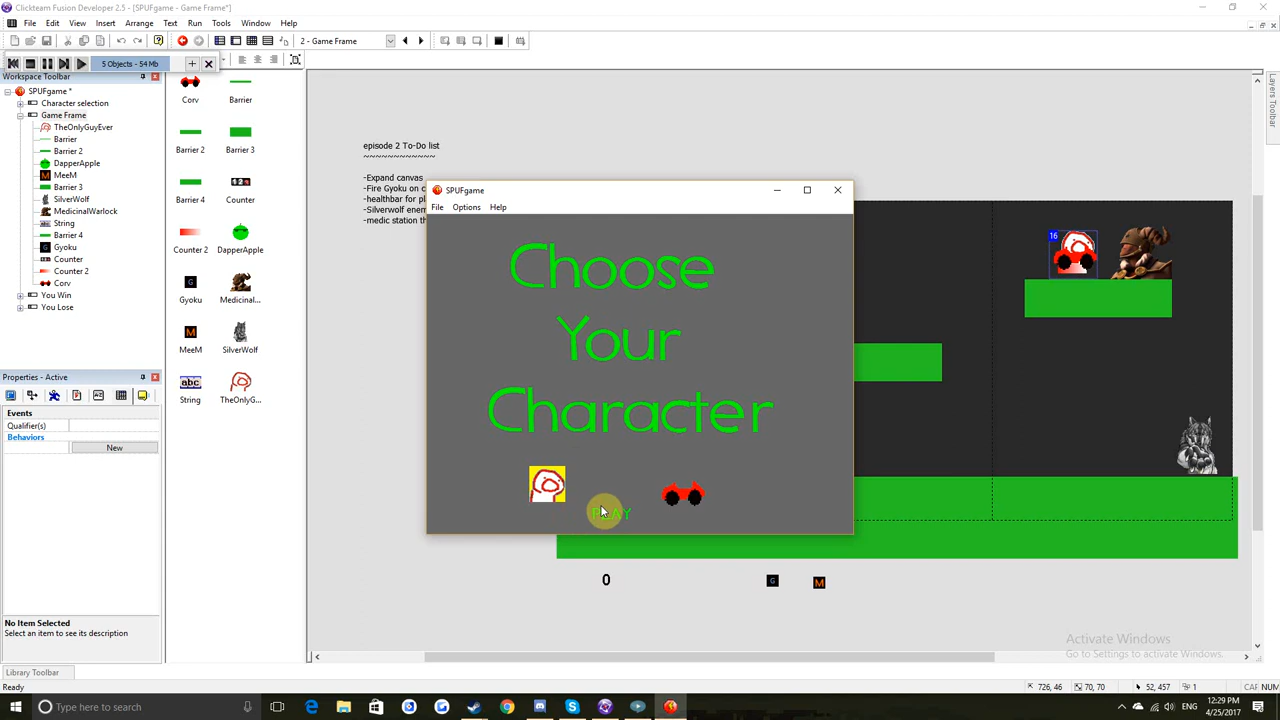 Clickteam Fusion Developer 2.5 - [SPUFgame - Game Frame*]
File Edit View Insert Arrange Text Run Tools Window Help
2 - Game Frame
5 Objects - 54 Mb
Workspace Toolbar
SPUFgame *
Character selection
Game Frame
TheOnlyGuyEver
Barrier
Barrier 2
DapperApple
MeeM
Barrier 3
SilverWolf
MedicinalWarlock
String
Barrier 4
Gyoku
Counter
Counter 2
Corv
You Win
You Lose
Corv Barrier
Barrier 2 Barrier 3
Barrier 4 Counter
Counter 2 DapperApple
Gyoku Medicinal...
MeeM SilverWolf
abc
String TheOnlyG...
Properties - Active
Events
Qualifier(s)
Behaviors
New
No Item Selected
Select an item to see its description
Library Toolbar
Ready
episode 2 To-Do list
~~~~~~~~~~~~
-Expand canvas
-Fire Gyoku on c
-healthbar for pl
-Silverwolf enem
-medic station th
SPUFgame
File Options Help
Choose
Your
Character
PLAY
16
0
G
M
Layers Toolbar
Activate Windows
Go to Settings to activate Windows.
726, 46 70, 70 52, 457 1 CAP NUM
Type here to search
12:29 PM
4/25/2017